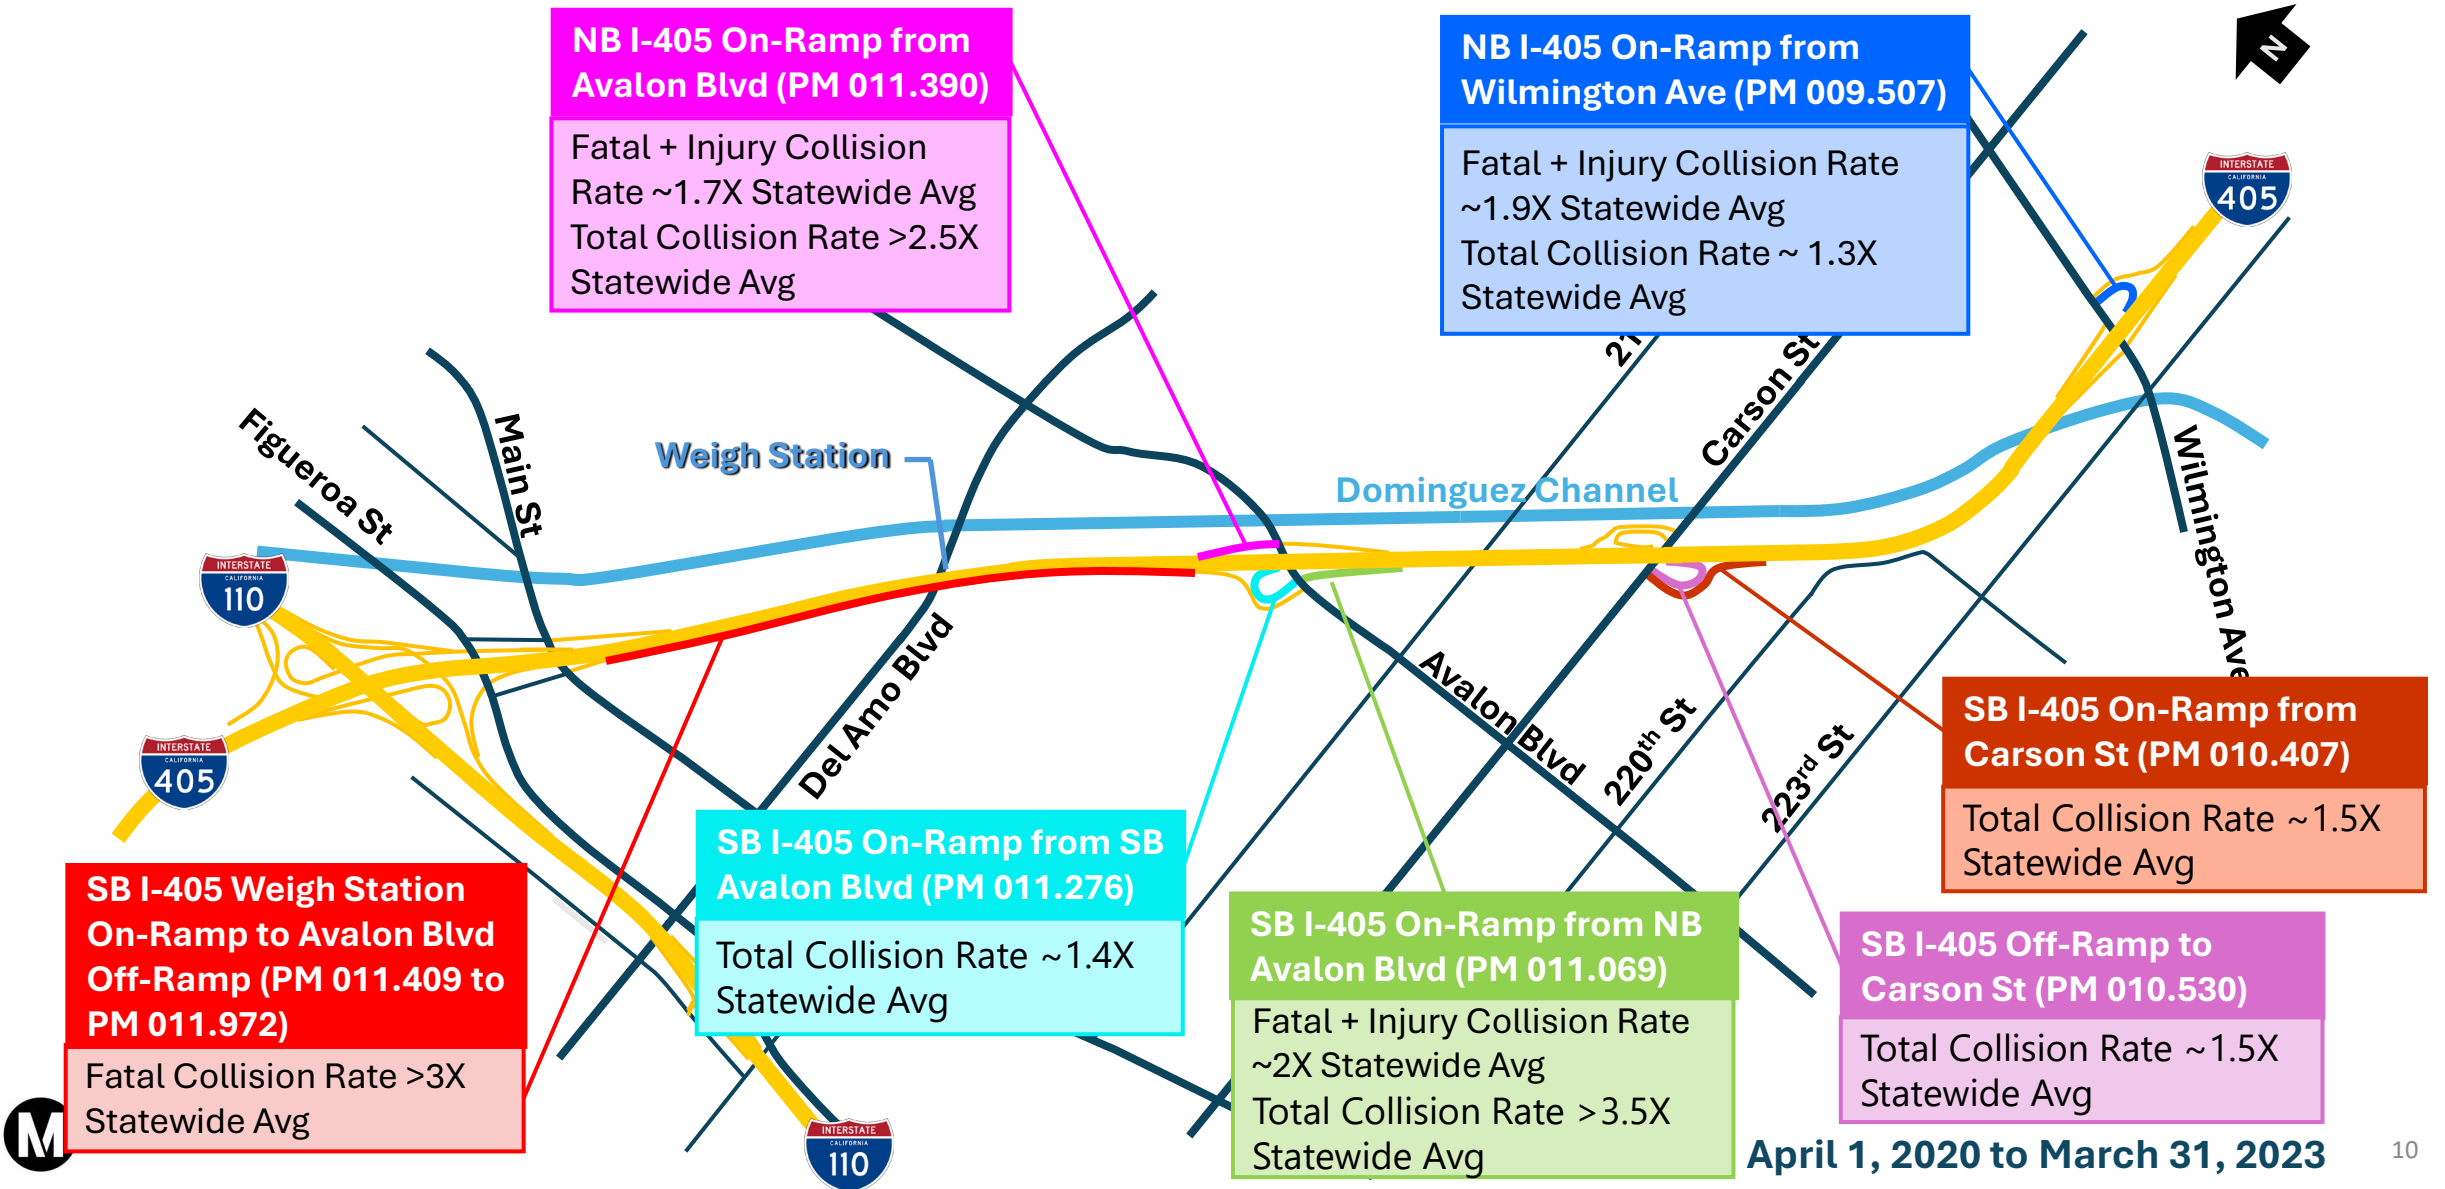 NB I-405 On-Ramp from
Avalon Blvd (PM 011.390)
Fatal + Injury Collision
Rate ~1.7X Statewide Avg
Total Collision Rate >2.5X
Statewide Avg
NB I-405 On-Ramp from
Wilmington Ave (PM 009.507)
Fatal + Injury Collision Rate
~1.9X Statewide Avg
Total Collision Rate ~ 1.3X
Statewide Avg
N
INTERSTATE
CALIFORNIA
405
21
Carson St
Figueroa St
Main St
Weigh Station
Dominguez Channel
Wilmington Ave
INTERSTATE
CALIFORNIA
110
INTERSTATE
CALIFORNIA
405
Del Amo Blvd
Avalon Blvd
220th St
223rd St
SB I-405 On-Ramp from
Carson St (PM 010.407)
Total Collision Rate ~1.5X
Statewide Avg
SB I-405 On-Ramp from SB
Avalon Blvd (PM 011.276)
Total Collision Rate ~1.4X
Statewide Avg
SB I-405 Weigh Station
On-Ramp to Avalon Blvd
Off-Ramp (PM 011.409 to
PM 011.972)
Fatal Collision Rate >3X
Statewide Avg
SB I-405 On-Ramp from NB
Avalon Blvd (PM 011.069)
Fatal + Injury Collision Rate
~2X Statewide Avg
Total Collision Rate >3.5X
Statewide Avg
SB I-405 Off-Ramp to
Carson St (PM 010.530)
Total Collision Rate ~1.5X
Statewide Avg
M
INTERSTATE
CALIFORNIA
110
April 1, 2020 to March 31, 2023
10